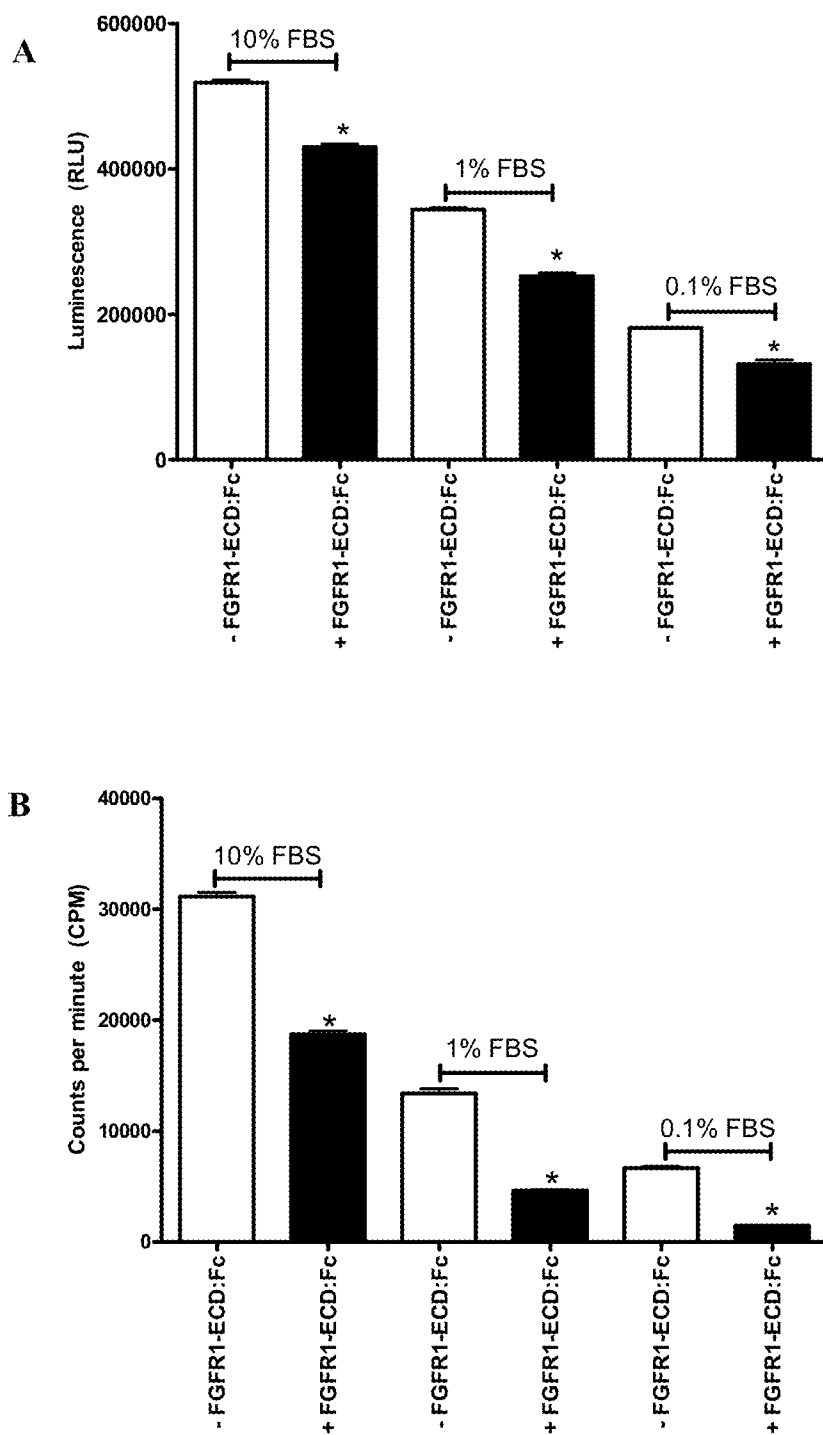 A
Luminescence (RLU)
600000
400000
200000
0
10% FBS
*
1% FBS
*
0.1% FBS
*
- FGFR1-ECD:Fc
+ FGFR1-ECD:Fc
- FGFR1-ECD:Fc
+ FGFR1-ECD:Fc
- FGFR1-ECD:Fc
+ FGFR1-ECD:Fc
B
Counts per minute (CPM)
40000
30000
20000
10000
0
10% FBS
*
1% FBS
*
0.1% FBS
*
- FGFR1-ECD:Fc
+ FGFR1-ECD:Fc
- FGFR1-ECD:Fc
+ FGFR1-ECD:Fc
- FGFR1-ECD:Fc
+ FGFR1-ECD:Fc